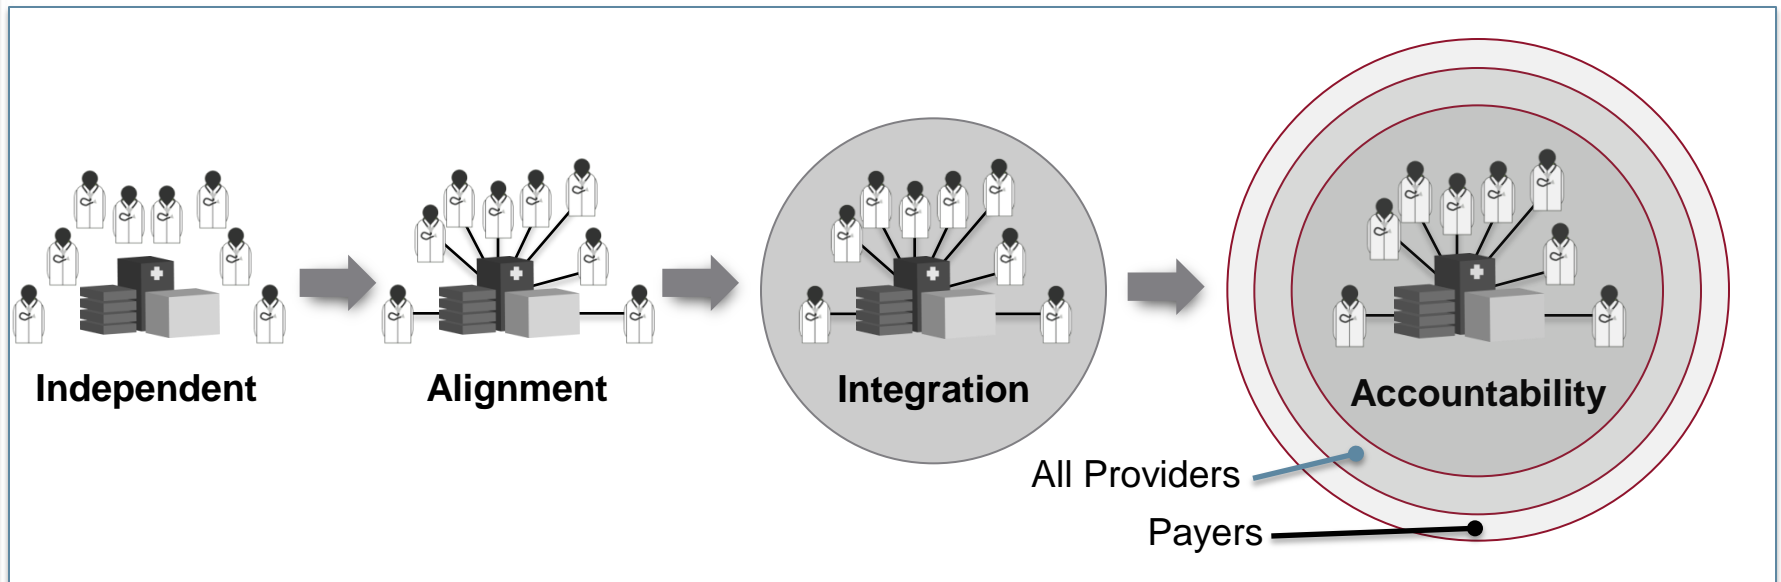 Independent
Alignment
Integration
Accountability
All Providers
Payers